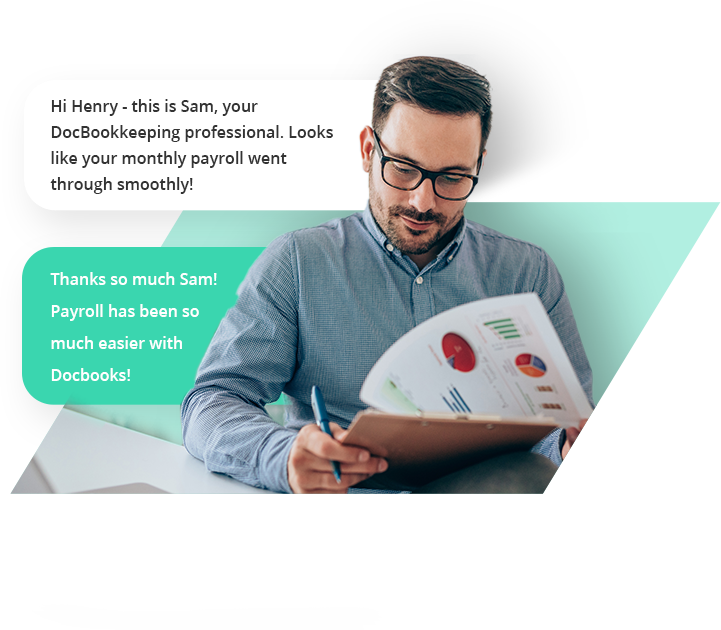 Hi Henry - this is Sam, your
DocBookkeeping professional. Looks
like your monthly payroll went
through smoothly!
Thanks so much Sam!
Payroll has been so
much easier with
Docbooks!